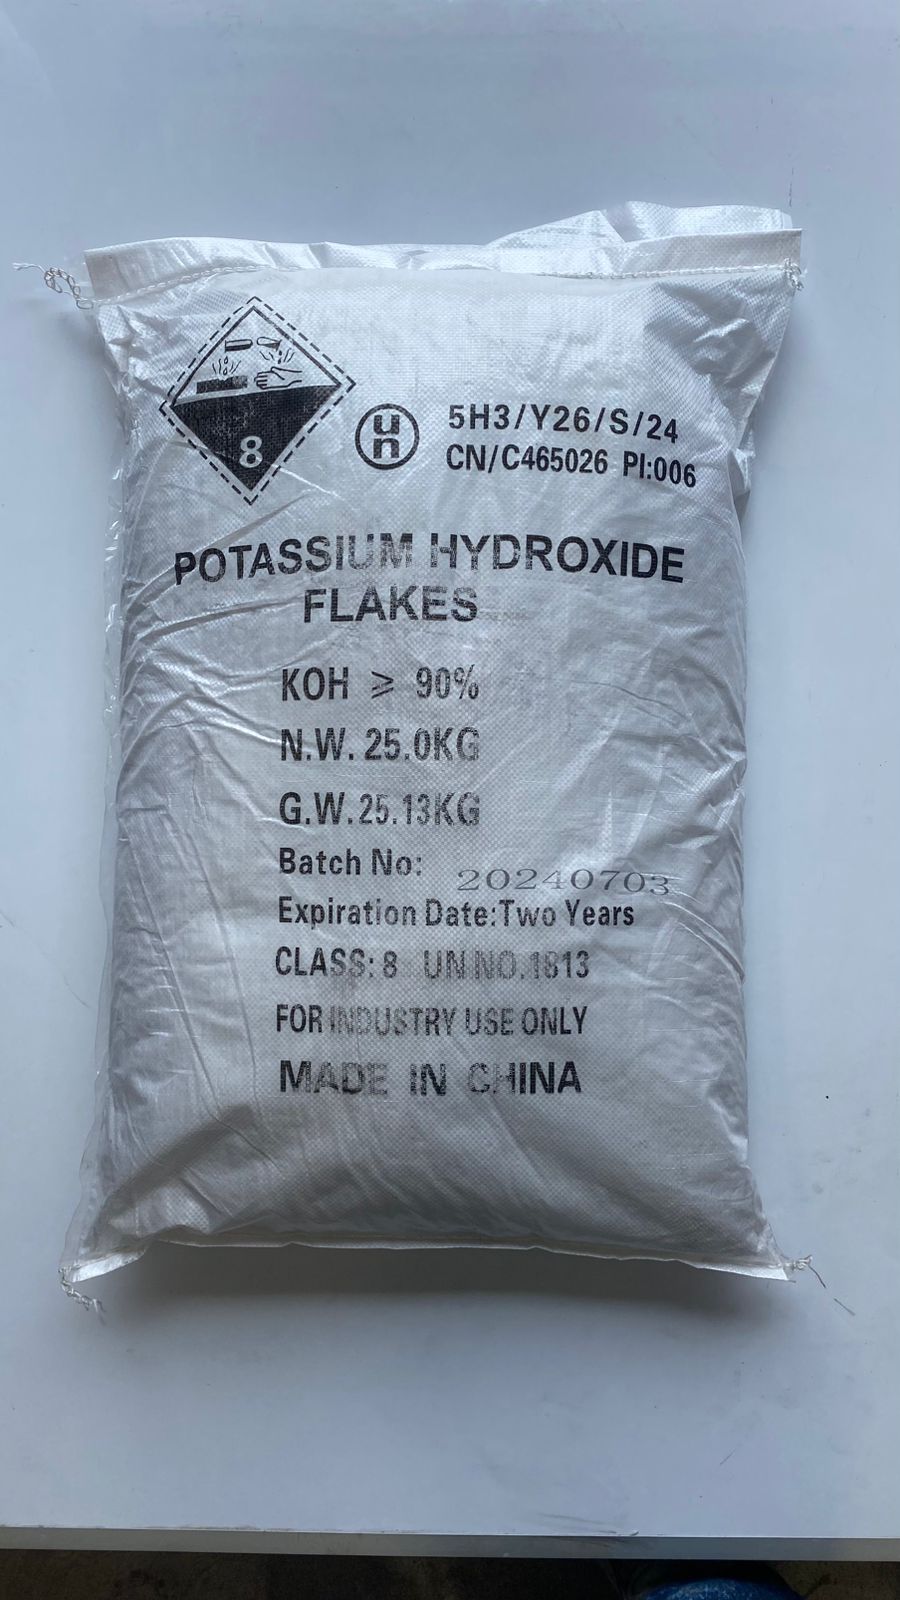 8
un
5H3/Y26/S/24
CN/C465026 PI:006
POTASSIUM HYDROXIDE
FLAKES
KOH ⩾ 90%
N.W. 25.0KG
G.W. 25.13KG
Batch No: 20240703
Expiration Date:Two Years
CLASS: 8 UN NO.1813
FOR INDUSTRY USE ONLY
MADE IN CHINA